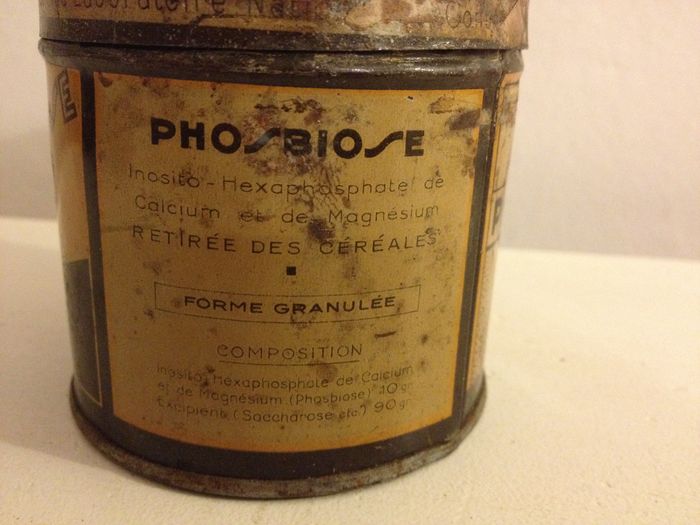 Laboratoire
PHOSBIOSE
Inosito-Hexaphosphate de
Calcium et de Magnésium
RETIRÉE DES CÉRÉALES
FORME GRANULÉE
COMPOSITION
Inosito-Hexaphosphate de Calcium
et de Magnésium (Phosbiose) 10 gr
Excipient (Saccharose etc.) 90 gr